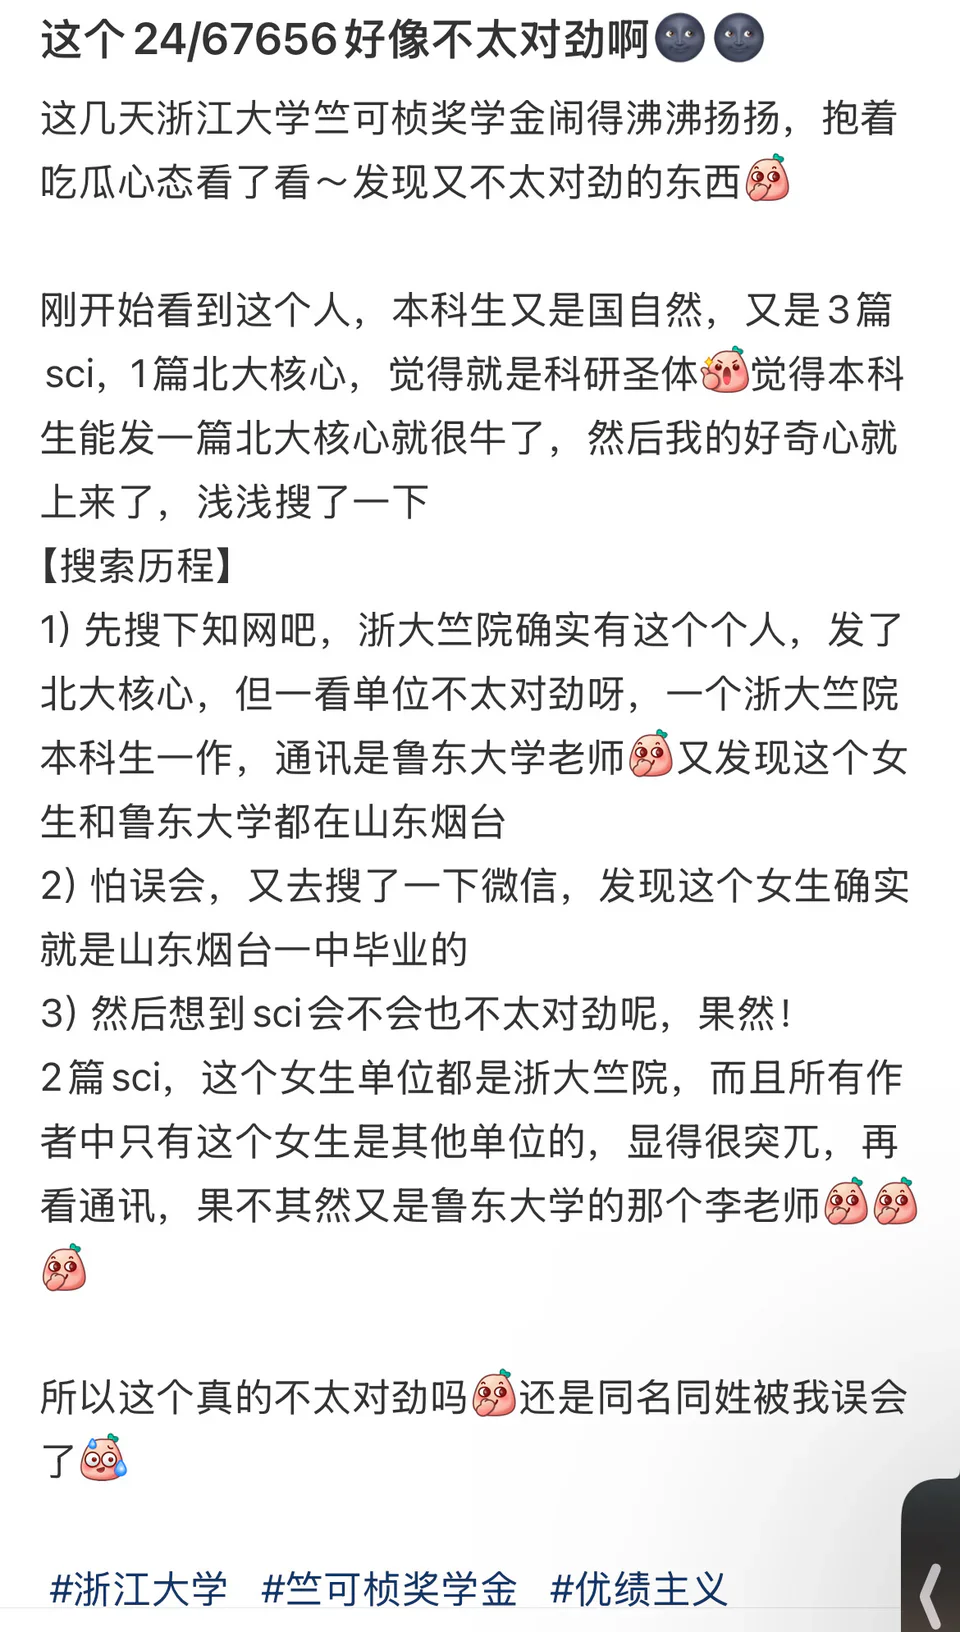 这个24/67656好像不太对劲啊🌚🌚
这几天浙江大学竺可桢奖学金闹得沸沸扬扬，抱着
吃瓜心态看了看～发现又不太对劲的东西
刚开始看到这个人，本科生又是国自然，又是3篇
sci，1篇北大核心，觉得就是科研圣体觉得本科
生能发一篇北大核心就很牛了，然后我的好奇心就
上来了，浅浅搜了一下
【搜索历程】
1) 先搜下知网吧，浙大竺院确实有这个个人，发了
北大核心，但一看单位不太对劲呀，一个浙大竺院
本科生一作，通讯是鲁东大学老师又发现这个女
生和鲁东大学都在山东烟台
2) 怕误会，又去搜了一下微信，发现这个女生确实
就是山东烟台一中毕业的
3) 然后想到sci会不会也不太对劲呢，果然！
2篇sci，这个女生单位都是浙大竺院，而且所有作
者中只有这个女生是其他单位的，显得很突兀，再
看通讯，果不其然又是鲁东大学的那个李老师
所以这个真的不太对劲吗还是同名同姓被我误会
了
#浙江大学 #竺可桢奖学金 #优绩主义